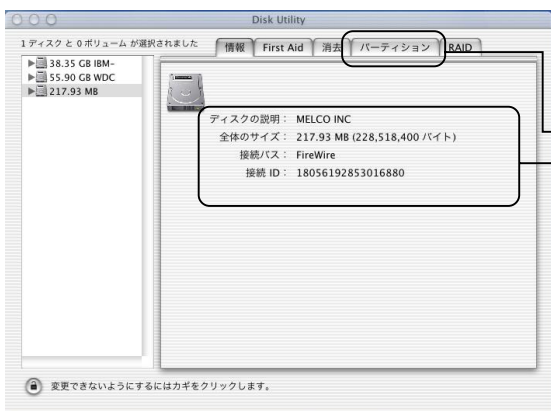 Disk Utility
1 ディスク と 0 ボリューム が選択されました
情報 First Aid 消去 パーティション RAID
38.35 GB IBM-
55.90 GB WDC
217.93 MB
ディスクの説明： MELCO INC
全体のサイズ： 217.93 MB (228,518,400 バイト)
接続バス： FireWire
接続 ID： 18056192853016880
変更できないようにするにはカギをクリックします。